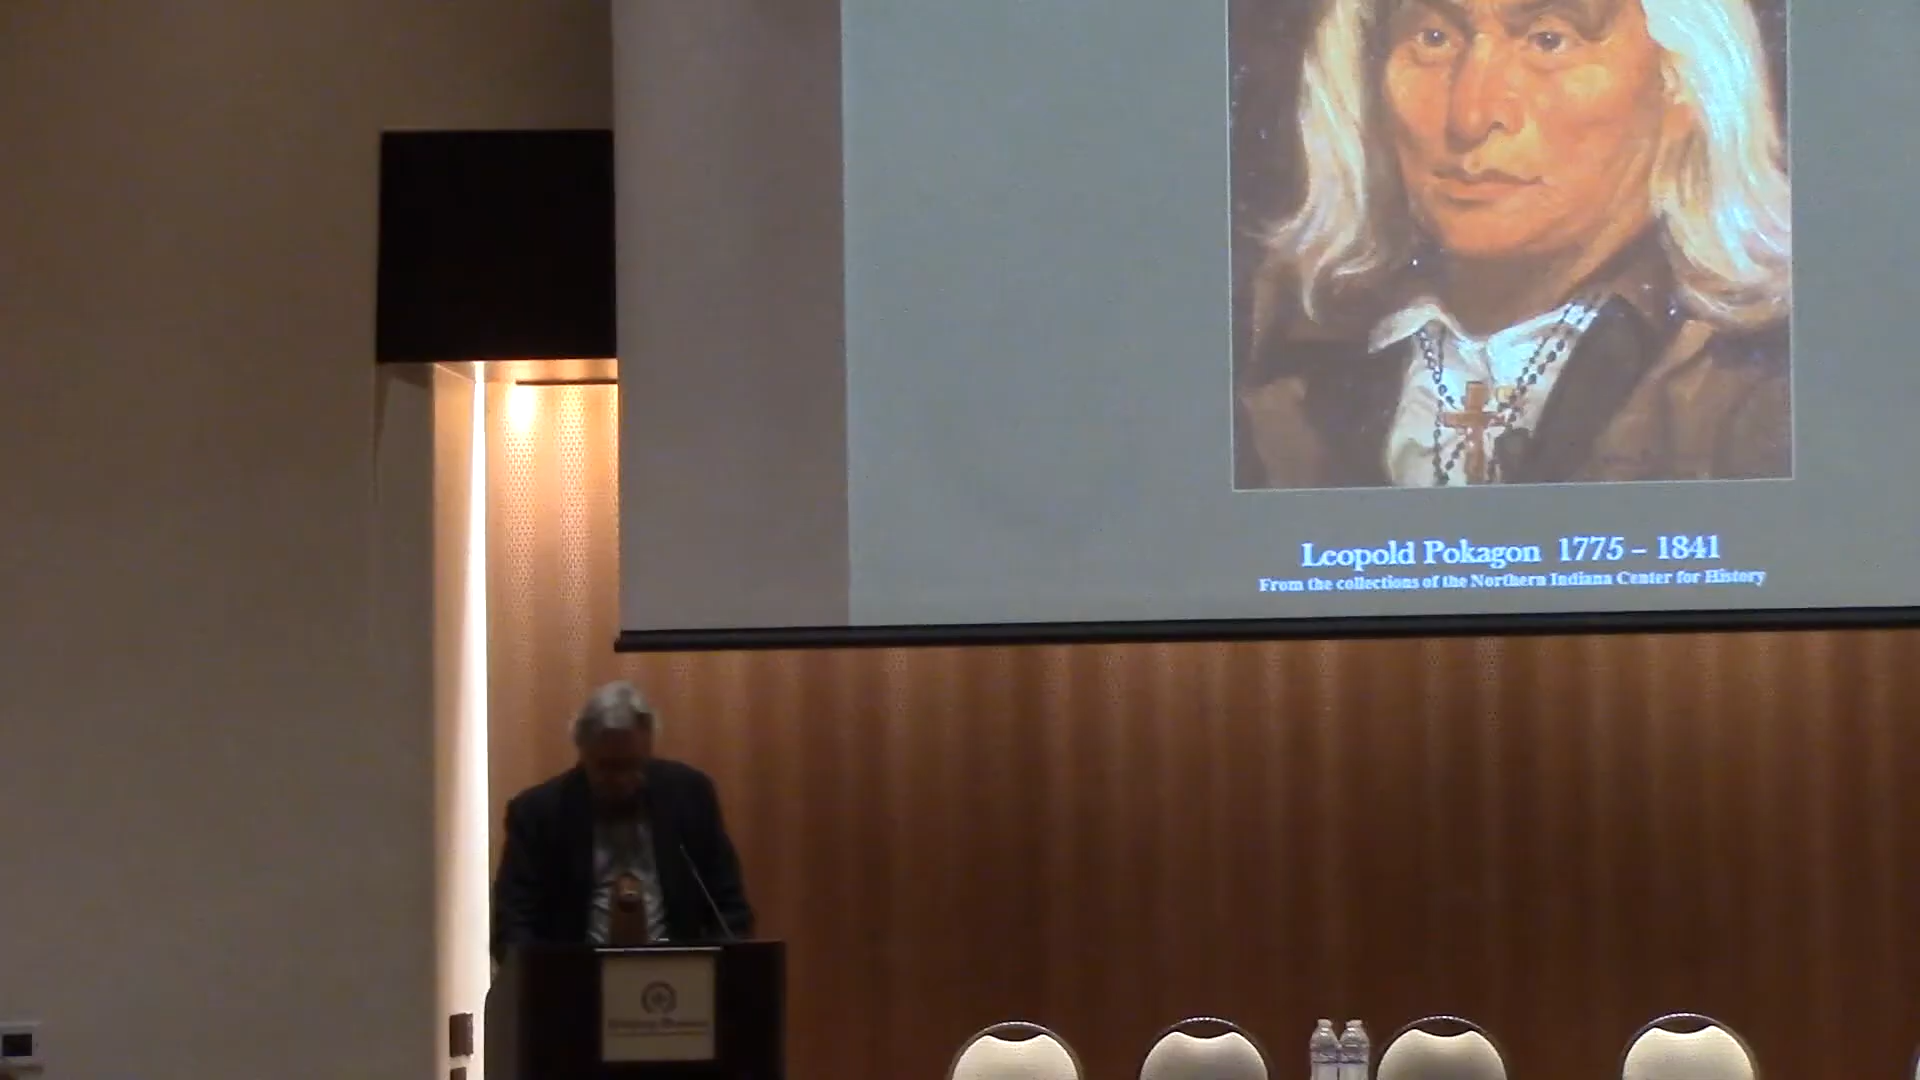 Leopold Pokagon 1775 – 1841
From the collections of the Northern Indiana Center for History